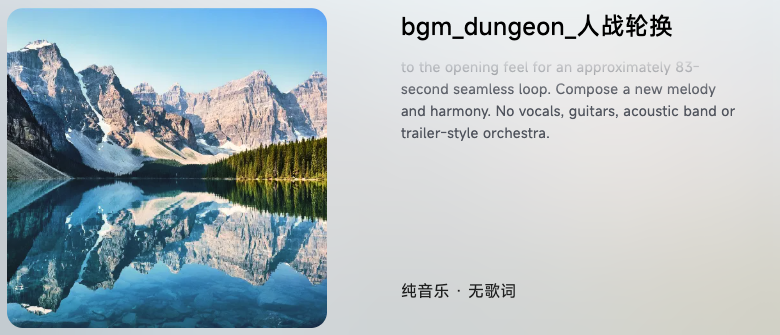 bgm_dungeon_人战轮换
to the opening feel for an approximately 83-
second seamless loop. Compose a new melody
and harmony. No vocals, guitars, acoustic band or
trailer-style orchestra.
纯音乐 · 无歌词